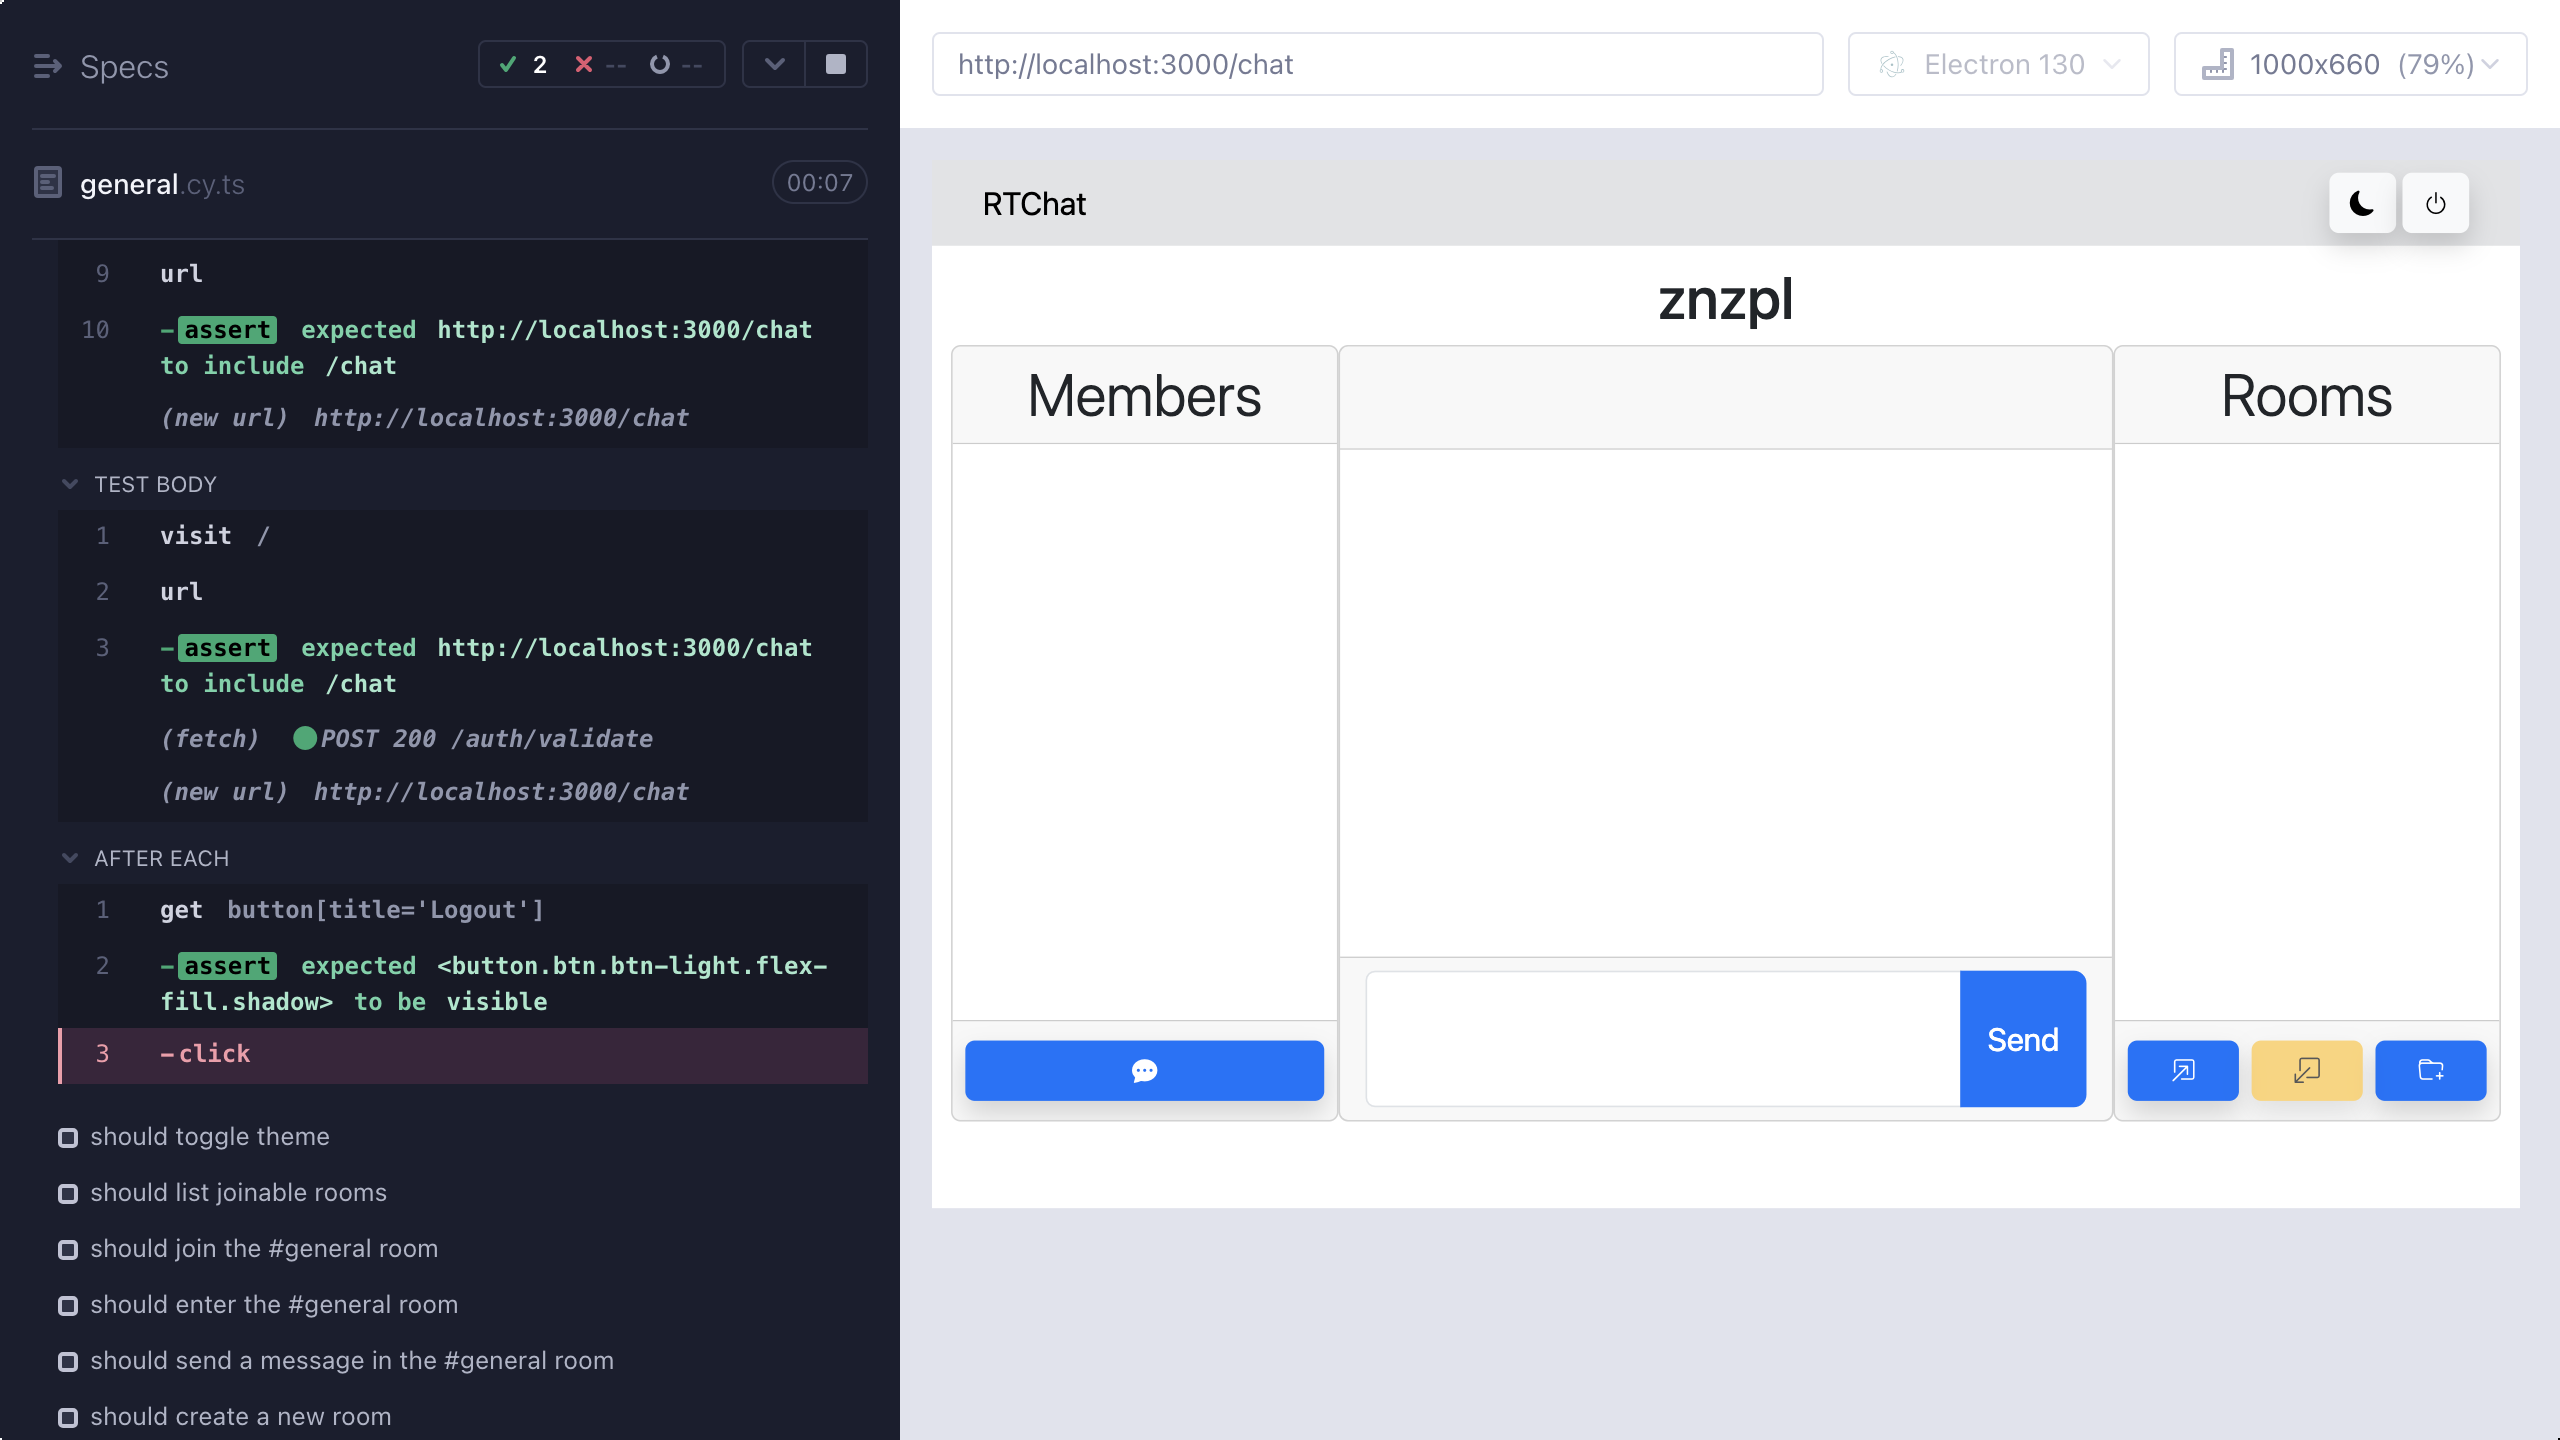 Specs
2 -- --
general.cy.ts
00:07
9 url
10 -assert expected http://localhost:3000/chat
to include /chat
(new url) http://localhost:3000/chat
TEST BODY
1 visit /
2 url
3 -assert expected http://localhost:3000/chat
to include /chat
(fetch) POST 200 /auth/validate
(new url) http://localhost:3000/chat
AFTER EACH
1 get button[title='Logout']
2 -assert expected <button.btn.btn-light.flex-
fill.shadow> to be visible
3 -click
should toggle theme
should list joinable rooms
should join the #general room
should enter the #general room
should send a message in the #general room
should create a new room
http://localhost:3000/chat
Electron 130
1000x660 (79%)
RTChat
znzpl
Members
Rooms
Send